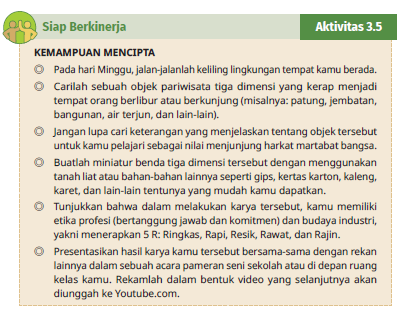 Siap Berkinerja
Aktivitas 3.5
KEMAMPUAN MENCIPTA
◎ Pada hari Minggu, jalan-jalanlah keliling lingkungan tempat kamu berada.
◎ Carilah sebuah objek pariwisata tiga dimensi yang kerap menjadi
tempat orang berlibur atau berkunjung (misalnya: patung, jembatan,
bangunan, air terjun, dan lain-lain).
◎ Jangan lupa cari keterangan yang menjelaskan tentang objek tersebut
untuk kamu pelajari sebagai nilai menjunjung harkat martabat bangsa.
◎ Buatlah miniatur benda tiga dimensi tersebut dengan menggunakan
tanah liat atau bahan-bahan lainnya seperti gips, kertas karton, kaleng,
karet, dan lain-lain tentunya yang mudah kamu dapatkan.
◎ Tunjukkan bahwa dalam melakukan karya tersebut, kamu memiliki
etika profesi (bertanggung jawab dan komitmen) dan budaya industri,
yakni menerapkan 5 R: Ringkas, Rapi, Resik, Rawat, dan Rajin.
◎ Presentasikan hasil karya kamu tersebut bersama-sama dengan rekan
lainnya dalam sebuah acara pameran seni sekolah atau di depan ruang
kelas kamu. Rekamlah dalam bentuk video yang selanjutnya akan
diunggah ke Youtube.com.